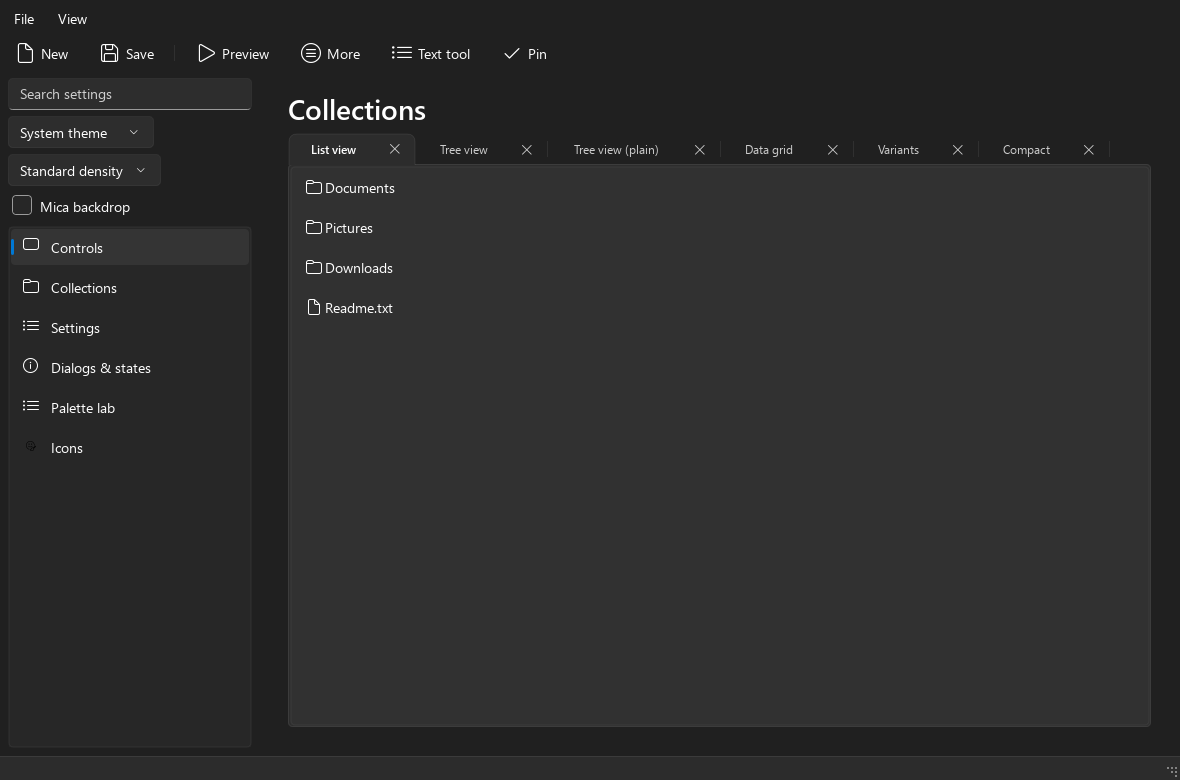 File View
New Save Preview More Text tool Pin
Search settings
System theme
Standard density
Mica backdrop
Controls
Collections
Settings
Dialogs & states
Palette lab
Icons
Collections
List view Tree view Tree view (plain) Data grid Variants Compact
Documents
Pictures
Downloads
Readme.txt